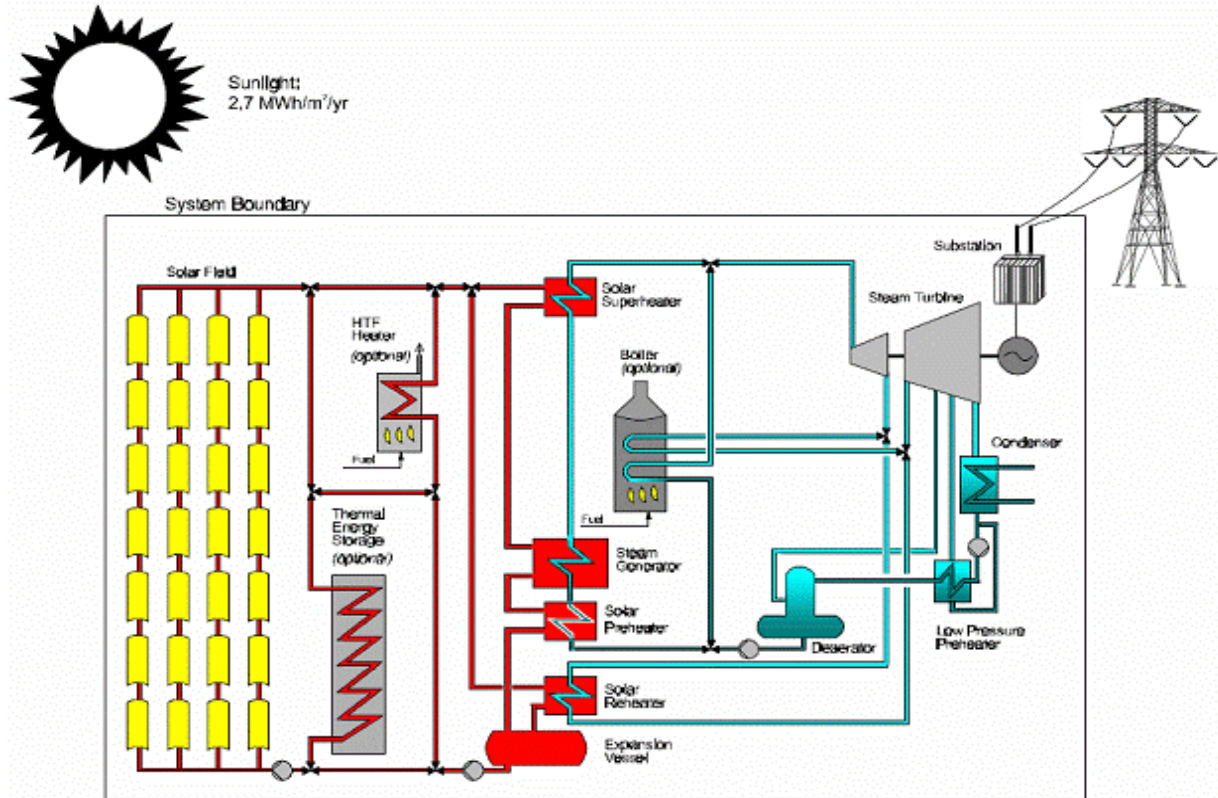 Sunlight:
2,7 MWh/m²/yr
System Boundary
Substation
Solar Field
Solar
Superheater
Steam Turbine
HTF
Heater
(optional)
Boiler
(optional)
Condenser
Fuel
Thermal
Energy
Storage
(optional)
Fuel
Steam
Generator
Solar
Preheater
Deaerator
Low Pressure
Preheater
Solar
Reheater
Expansion
Vessel